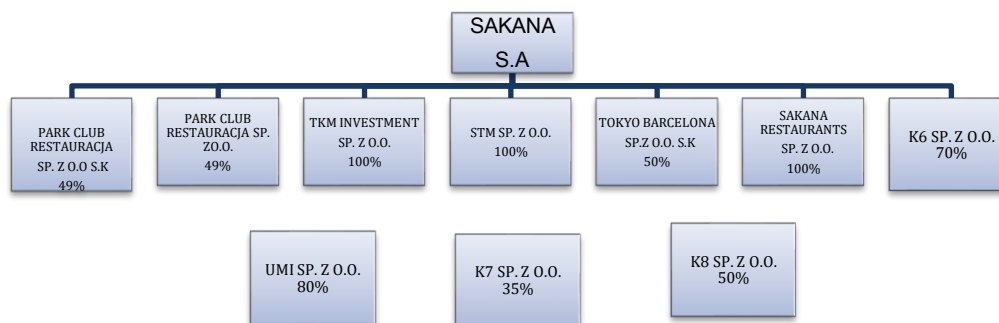 SAKANA
S.A
PARK CLUB
RESTAURACJA
SP. Z O.O S.K
49%
PARK CLUB
RESTAURACJA SP.
ZO.O.
49%
TKM INVESTMENT
SP. Z O.O.
100%
STM SP. Z O.O.
100%
TOKYO BARCELONA
SP.Z O.O. S.K
50%
SAKANA
RESTAURANTS
SP. Z O.O.
100%
K6 SP. Z O.O.
70%
UMI SP. Z O.O.
80%
K7 SP. Z O.O.
35%
K8 SP. Z O.O.
50%